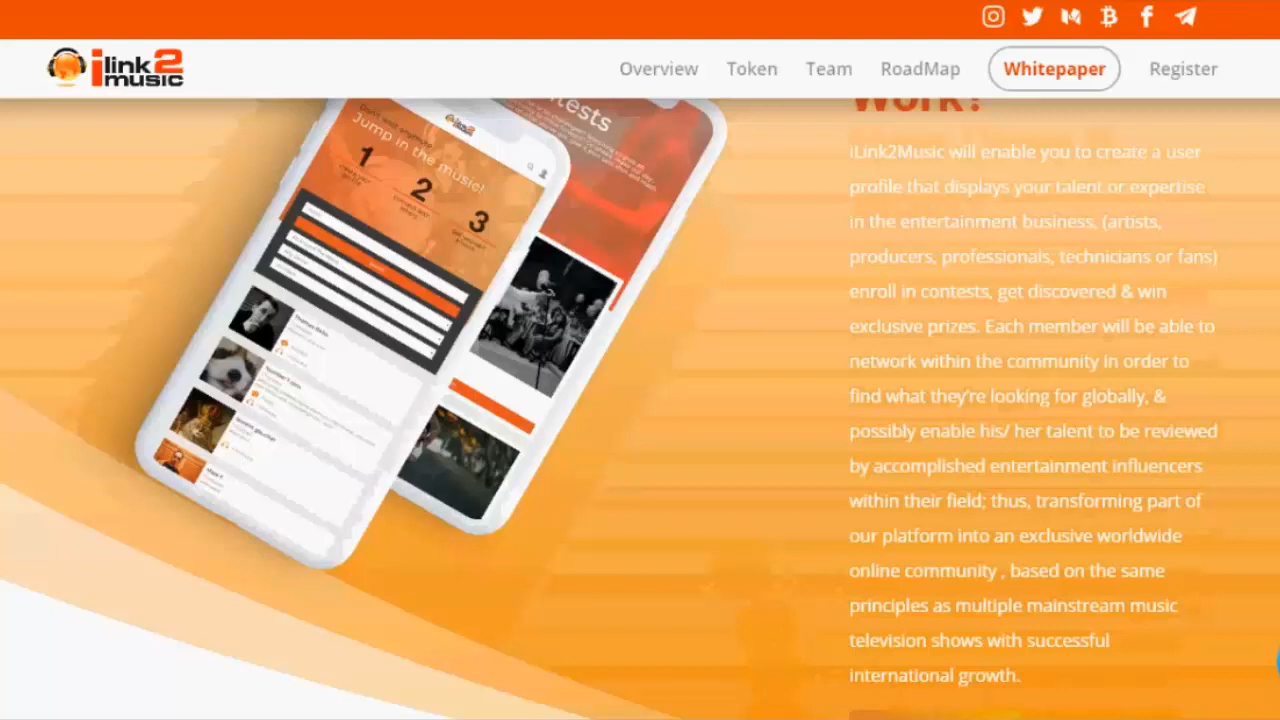 ilink2music
Overview
Token
Team
RoadMap
Whitepaper
Register
Work?
iLink2Music will enable you to create a user
profile that displays your talent or expertise
in the entertainment business, (artists,
producers, professionals, technicians or fans)
enroll in contests, get discovered & win
exclusive prizes. Each member will be able to
network within the community in order to
find what they're looking for globally, &
possibly enable his/ her talent to be reviewed
by accomplished entertainment influencers
within their field; thus, transforming part of
our platform into an exclusive worldwide
online community , based on the same
principles as multiple mainstream music
television shows with successful
international growth.
Don't wait anymore
Jump in the music!
1
2
3